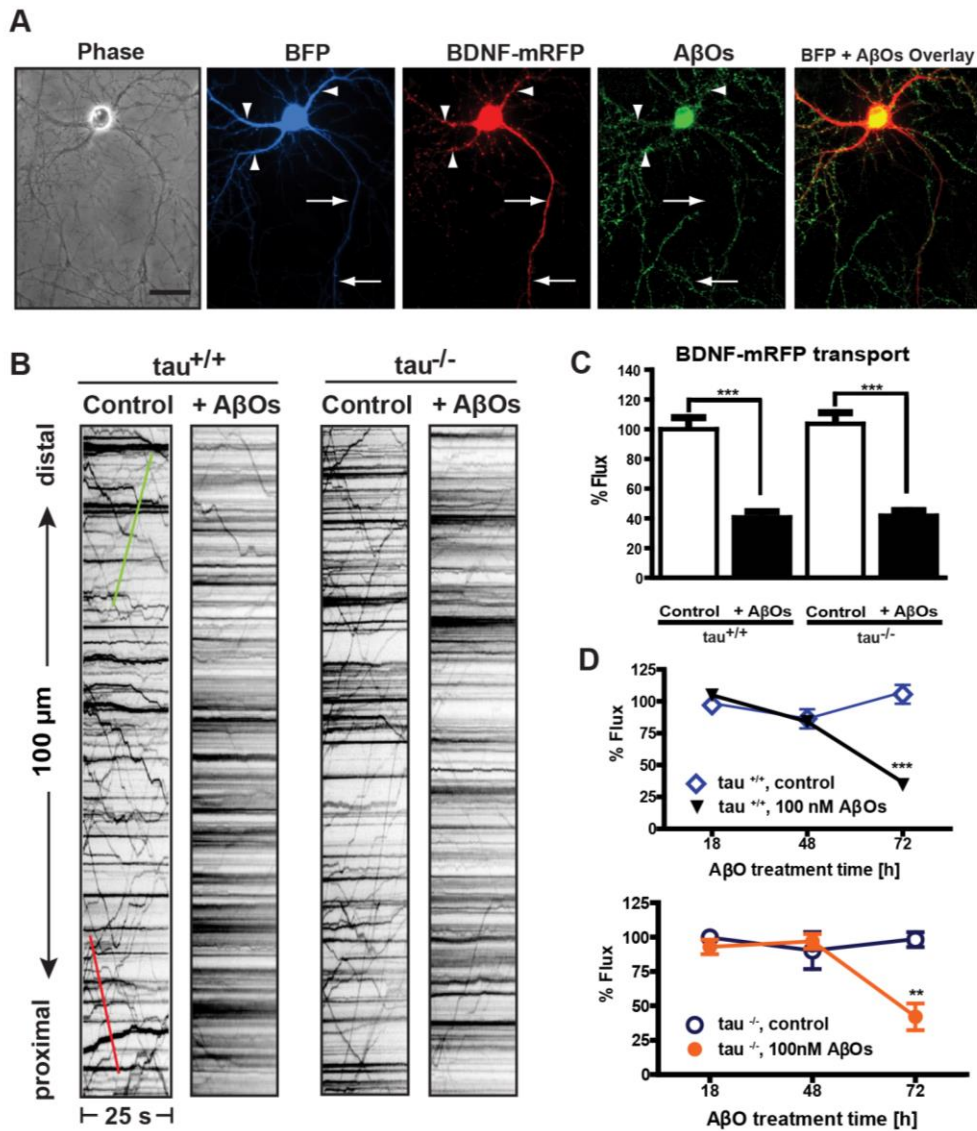 A
Phase BFP BDNF-mRFP AβOs BFP + AβOs Overlay
B
tau+/+ tau-/-
Control + AβOs Control + AβOs
distal
100 µm
proximal
25 s
C
BDNF-mRFP transport
% Flux
140
120
100
80
60
40
20
0
*** ***
Control + AβOs Control + AβOs
tau+/+ tau-/-
D
% Flux
125
100
75
50
25
0
***
tau +/+, control
tau +/+, 100 nM AβOs
18 48 72
AβO treatment time [h]
% Flux
125
100
75
50
25
0
**
tau -/-, control
tau -/-, 100nM AβOs
18 48 72
AβO treatment time [h]